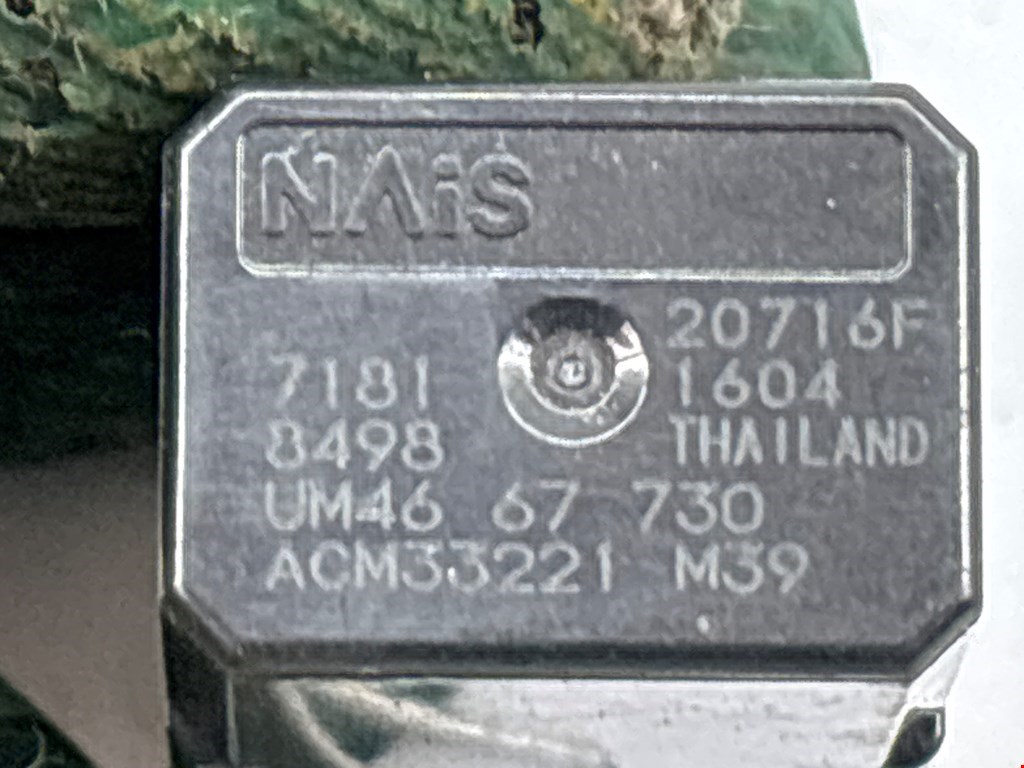 NAiS
20716F
7181 1604
8498 THAILAND
UM46 67 730
ACM33221 M39